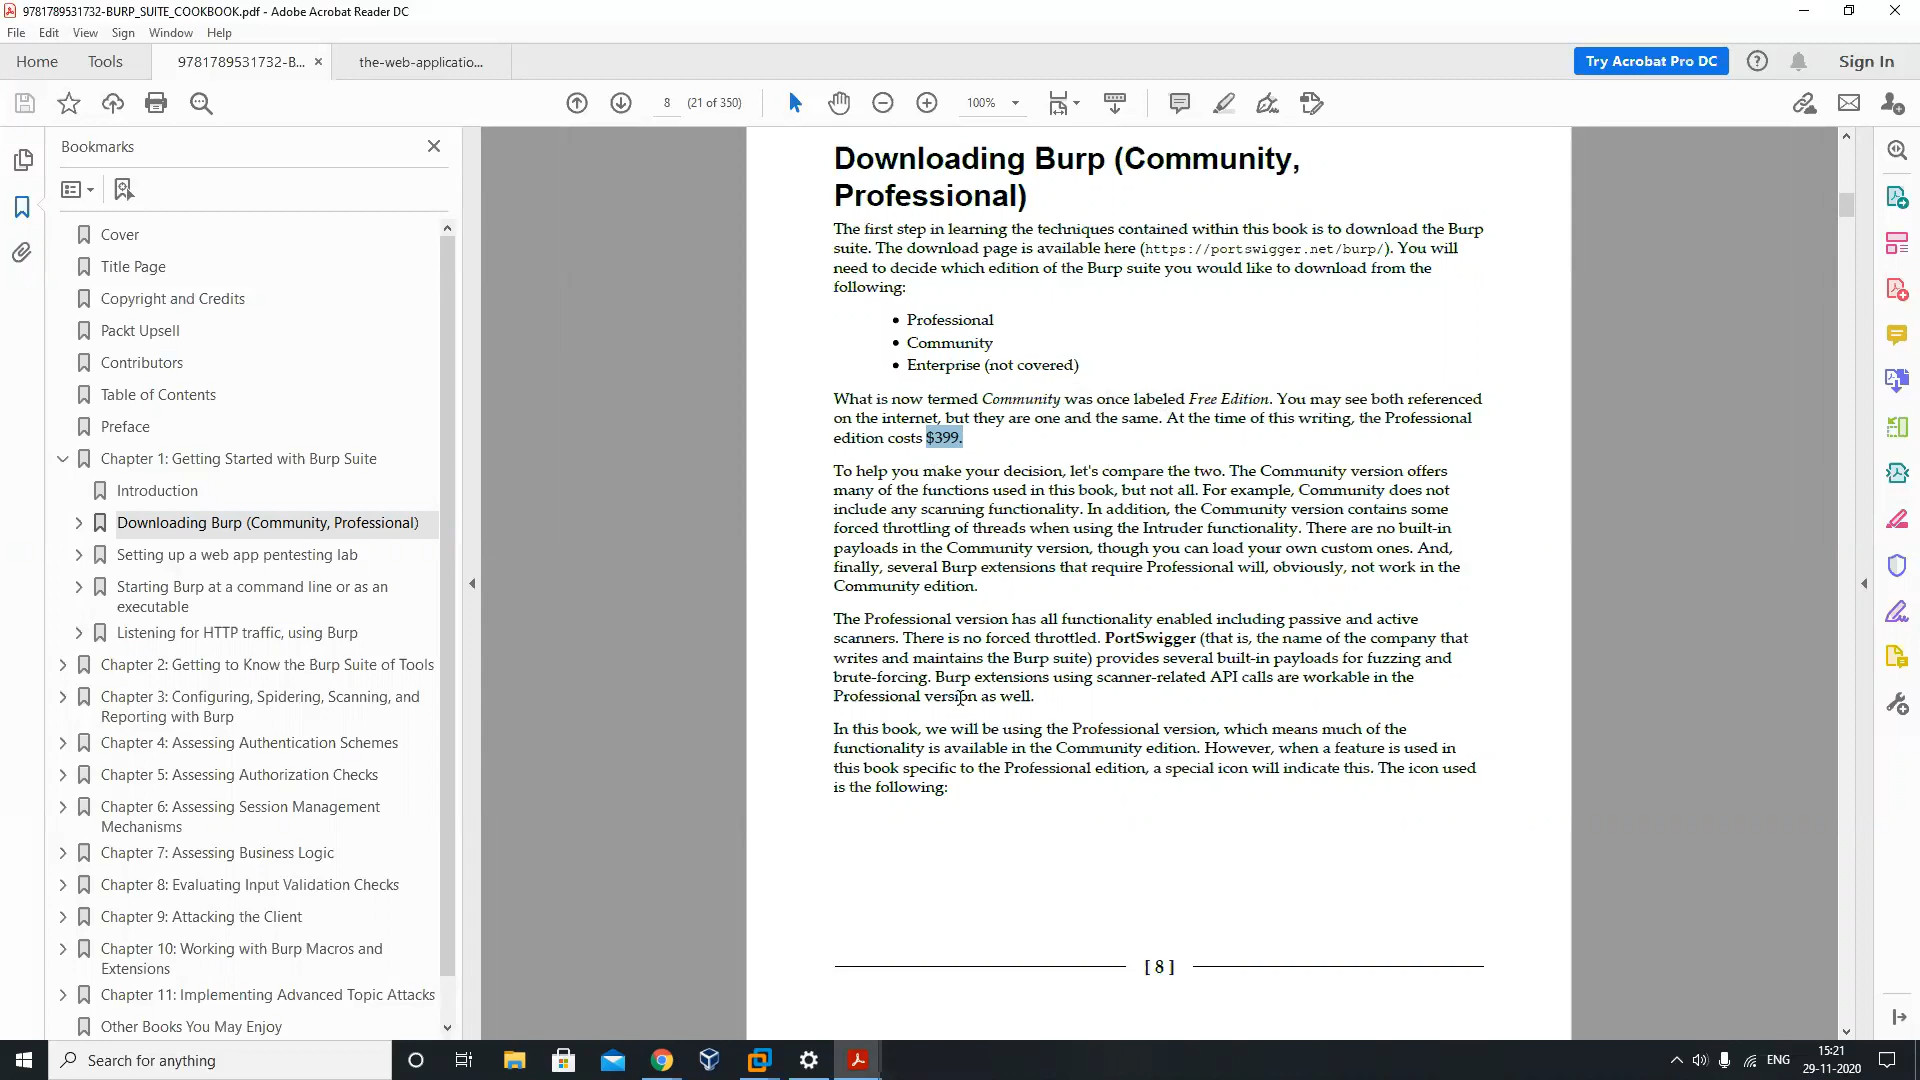 9781789531732-BURP_SUITE_COOKBOOK.pdf - Adobe Acrobat Reader DC
File Edit View Sign Window Help
Home Tools 9781789531732-B... × the-web-applicatio... Try Acrobat Pro DC Sign In
8 (21 of 350) 100%
Bookmarks
Cover
Title Page
Copyright and Credits
Packt Upsell
Contributors
Table of Contents
Preface
Chapter 1: Getting Started with Burp Suite
Introduction
Downloading Burp (Community, Professional)
Setting up a web app pentesting lab
Starting Burp at a command line or as an
executable
Listening for HTTP traffic, using Burp
Chapter 2: Getting to Know the Burp Suite of Tools
Chapter 3: Configuring, Spidering, Scanning, and
Reporting with Burp
Chapter 4: Assessing Authentication Schemes
Chapter 5: Assessing Authorization Checks
Chapter 6: Assessing Session Management
Mechanisms
Chapter 7: Assessing Business Logic
Chapter 8: Evaluating Input Validation Checks
Chapter 9: Attacking the Client
Chapter 10: Working with Burp Macros and
Extensions
Chapter 11: Implementing Advanced Topic Attacks
Other Books You May Enjoy
Downloading Burp (Community,
Professional)
The first step in learning the techniques contained within this book is to download the Burp
suite. The download page is available here (https://portswigger.net/burp/). You will
need to decide which edition of the Burp suite you would like to download from the
following:
• Professional
• Community
• Enterprise (not covered)
What is now termed Community was once labeled Free Edition. You may see both referenced
on the internet, but they are one and the same. At the time of this writing, the Professional
edition costs $399.
To help you make your decision, let's compare the two. The Community version offers
many of the functions used in this book, but not all. For example, Community does not
include any scanning functionality. In addition, the Community version contains some
forced throttling of threads when using the Intruder functionality. There are no built-in
payloads in the Community version, though you can load your own custom ones. And,
finally, several Burp extensions that require Professional will, obviously, not work in the
Community edition.
The Professional version has all functionality enabled including passive and active
scanners. There is no forced throttled. PortSwigger (that is, the name of the company that
writes and maintains the Burp suite) provides several built-in payloads for fuzzing and
brute-forcing. Burp extensions using scanner-related API calls are workable in the
Professional version as well.
In this book, we will be using the Professional version, which means much of the
functionality is available in the Community edition. However, when a feature is used in
this book specific to the Professional edition, a special icon will indicate this. The icon used
is the following:
[ 8 ]
Search for anything
ENG
15:21
29-11-2020